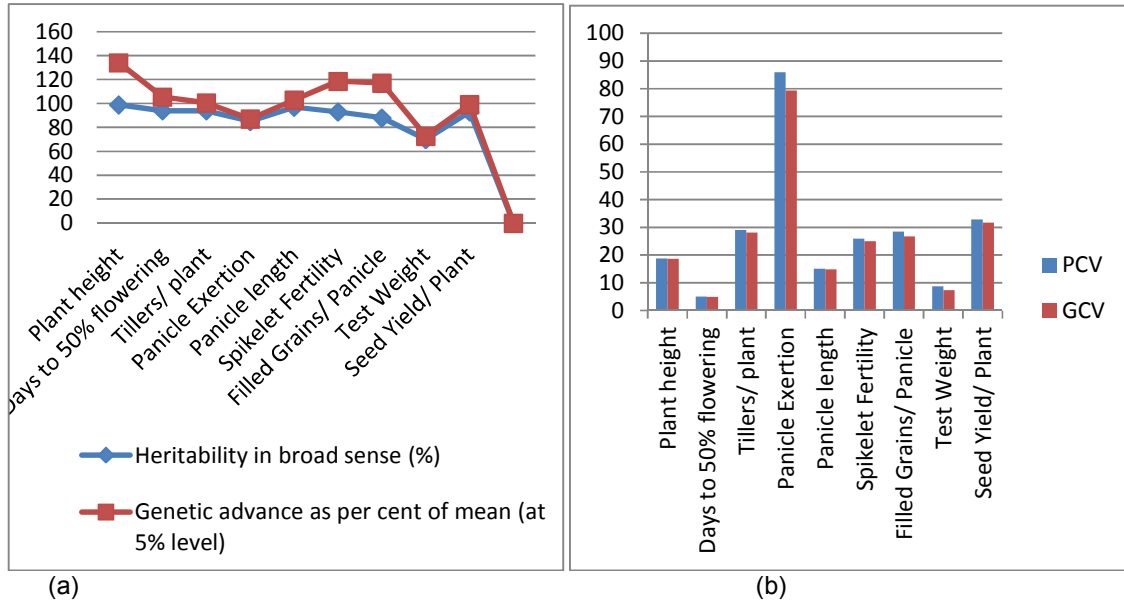 160
140
120
100
80
60
40
20
0
Plant height
Days to 50% flowering
Tillers/ plant
Panicle Exertion
Panicle length
Spikelet Fertility
Filled Grains/ Panicle
Test Weight
Seed Yield/ Plant
Heritability in broad sense (%)
Genetic advance as per cent of mean (at
5% level)
(a)
100
90
80
70
60
50
40
30
20
10
0
Plant height
Days to 50% flowering
Tillers/ plant
Panicle Exertion
Panicle length
Spikelet Fertility
Filled Grains/ Panicle
Test Weight
Seed Yield/ Plant
PCV
GCV
(b)